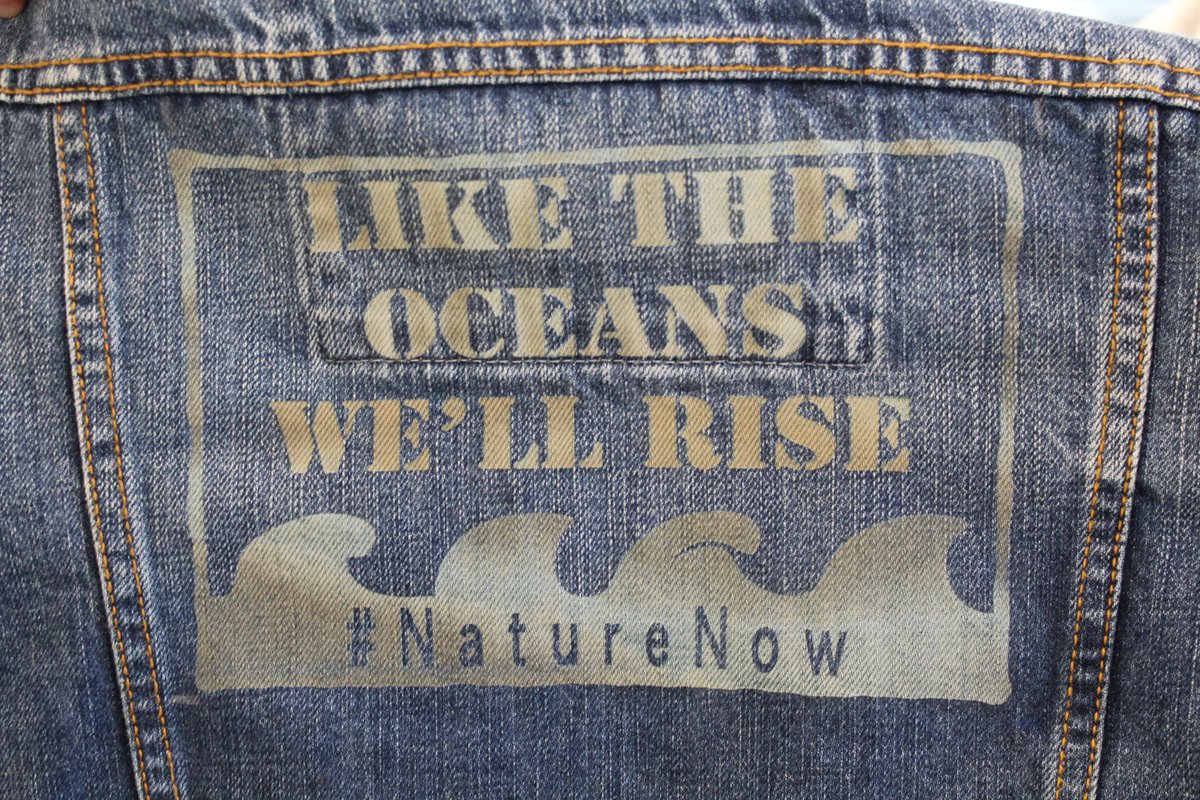 LIKE THE
OCEANS
WE'LL RISE
#NatureNow